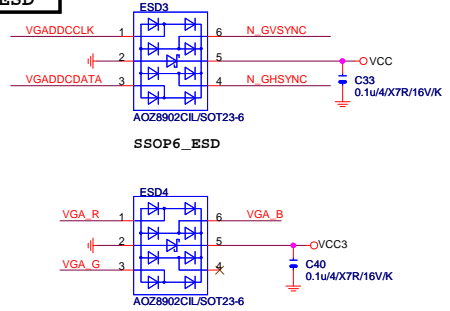 ESD
ESD3
VGADDCCLK 1 6 N_GVSYNC
2 5 VCC
VGADDCDATA 3 4 N_GHSYNC
C33
0.1u/4/X7R/16V/K
AOZ8902CIL/SOT23-6
SSOP6_ESD
ESD4
VGA_R 1 6 VGA_B
2 5 VCC3
VGA_G 3 4
C40
0.1u/4/X7R/16V/K
AOZ8902CIL/SOT23-6